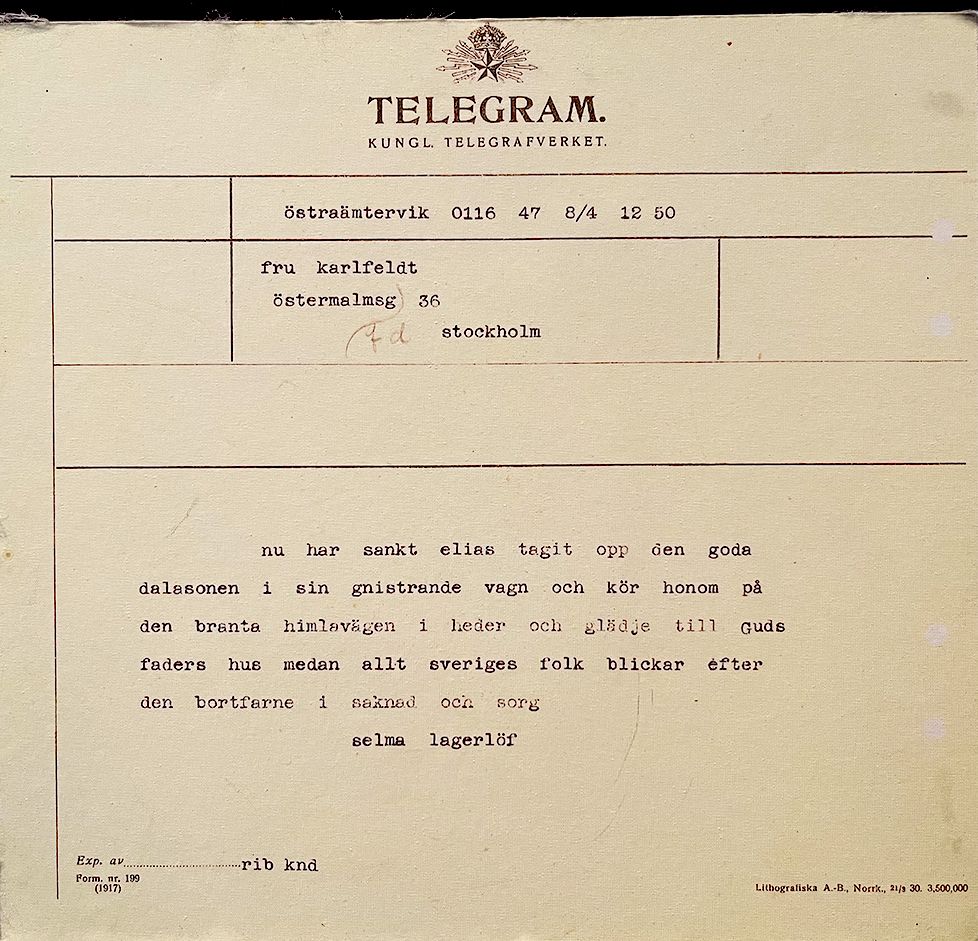 TELEGRAM.
KUNGL. TELEGRAFVERKET.
östraämtervik 0116 47 8/4 12 50
fru karlfeldt
östermalmsg) 36
7 d stockholm
nu har sankt elias tagit opp den goda
dalasonen i sin gnistrande vagn och kör honom på
den branta himlavägen i heder och glädje till Guds
faders hus medan allt sveriges folk blickar efter
den bortfarne i saknad och sorg
selma lagerlöf
Exp. av rib knd
Form. nr. 199
(1917)
Lithografiska A.-B., Norrk., 21/3 30. 3,500,000